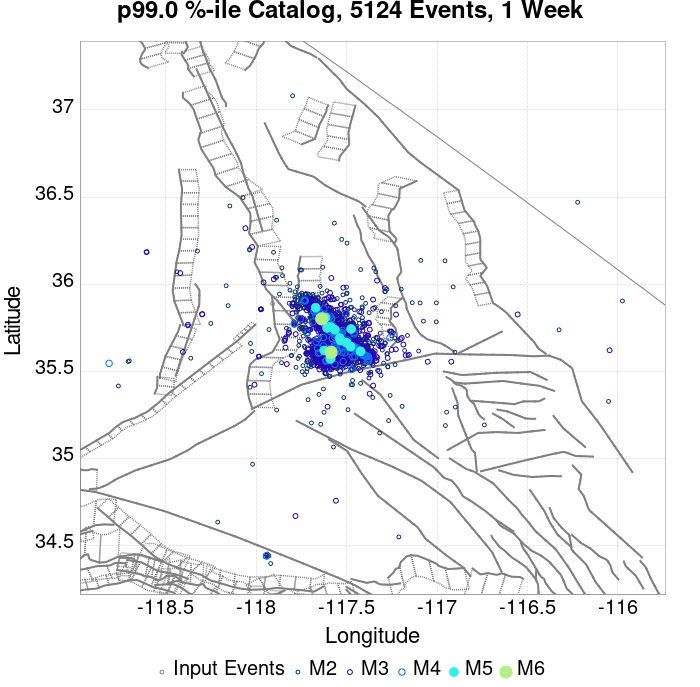 p99.0 %-ile Catalog, 5124 Events, 1 Week
37
36.5
36
35.5
35
34.5
Latitude
-118.5 -118 -117.5 -117 -116.5 -116
Longitude
Input Events M2 M3 M4 M5 M6